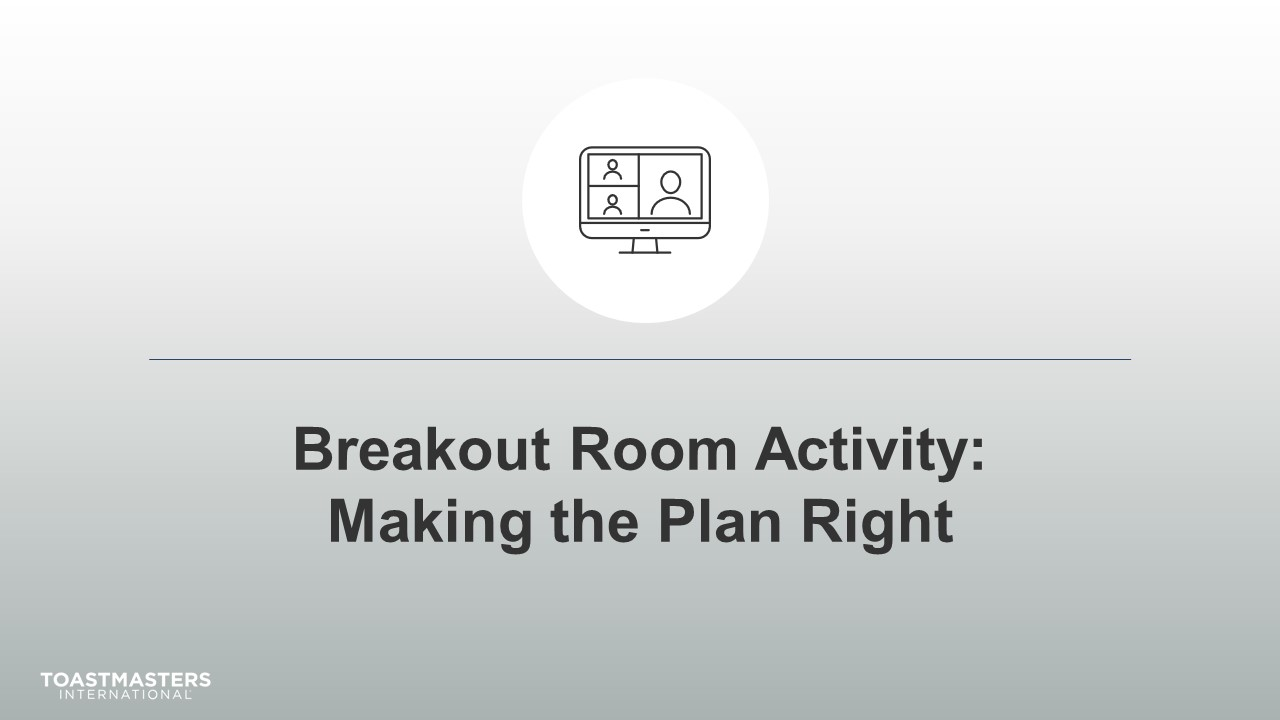 Breakout Room Activity:
Making the Plan Right
TOASTMASTERS
INTERNATIONAL